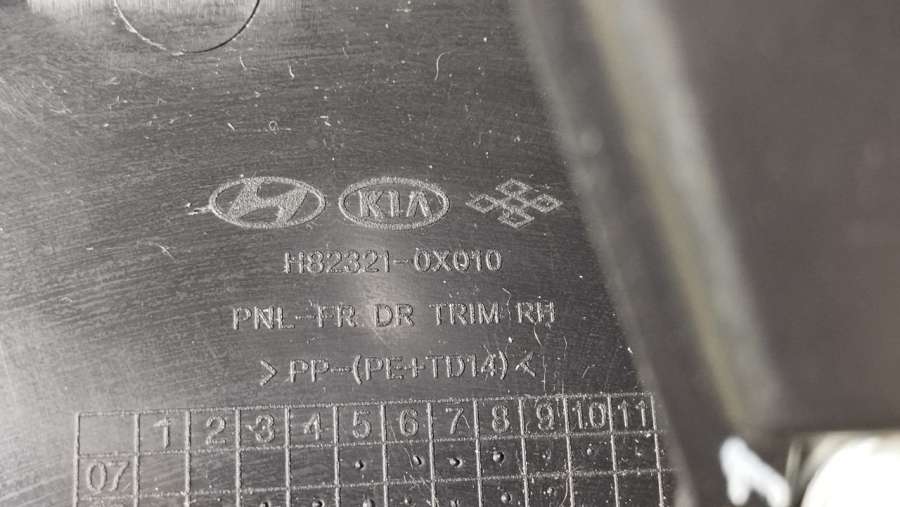 KIA
H82321-0X010
PNL-FR DR TRIM RH
>PP-(PE+TD14)<
1 2 3 4 5 6 7 8 9 10 11
07